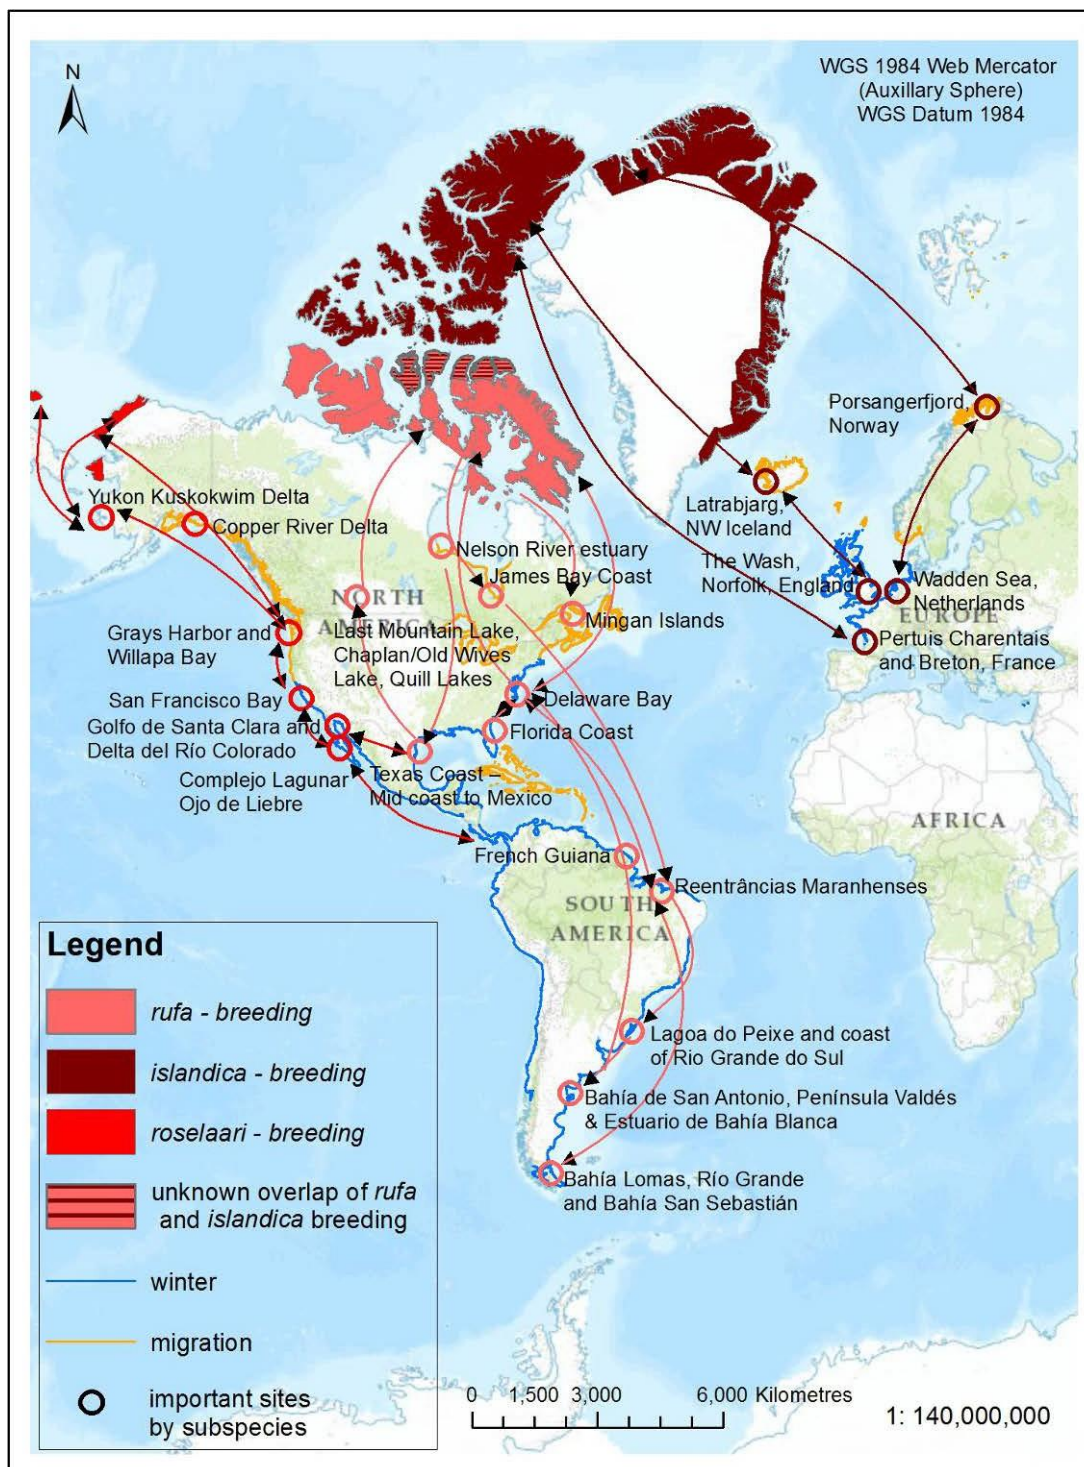 WGS 1984 Web Mercator
(Auxillary Sphere)
WGS Datum 1984
N
Porsangerfjord,
Norway
Yukon Kuskokwim Delta
Copper River Delta
Latrabjarg,
NW Iceland
Nelson River estuary
The Wash,
Norfolk, England
James Bay Coast
Wadden Sea,
Netherlands
NORTH
AMERICA
EUROPE
Mingan Islands
Grays Harbor and
Willapa Bay
Last Mountain Lake,
Chaplan/Old Wives
Lake, Quill Lakes
Pertuis Charentais
and Breton, France
San Francisco Bay
Delaware Bay
Golfo de Santa Clara and
Delta del Río Colorado
Florida Coast
Complejo Lagunar
Ojo de Liebre
Texas Coast –
Mid coast to Mexico
AFRICA
French Guiana
Reentrâncias Maranhenses
SOUTH
AMERICA
Lagoa do Peixe and coast
of Rio Grande do Sul
Bahía de San Antonio, Península Valdés
& Estuario de Bahía Blanca
Bahía Lomas, Río Grande
and Bahía San Sebastián
Legend
rufa - breeding
islandica - breeding
roselaari - breeding
unknown overlap of rufa
and islandica breeding
winter
migration
important sites
by subspecies
0 1,500 3,000 6,000 Kilometres
1: 140,000,000